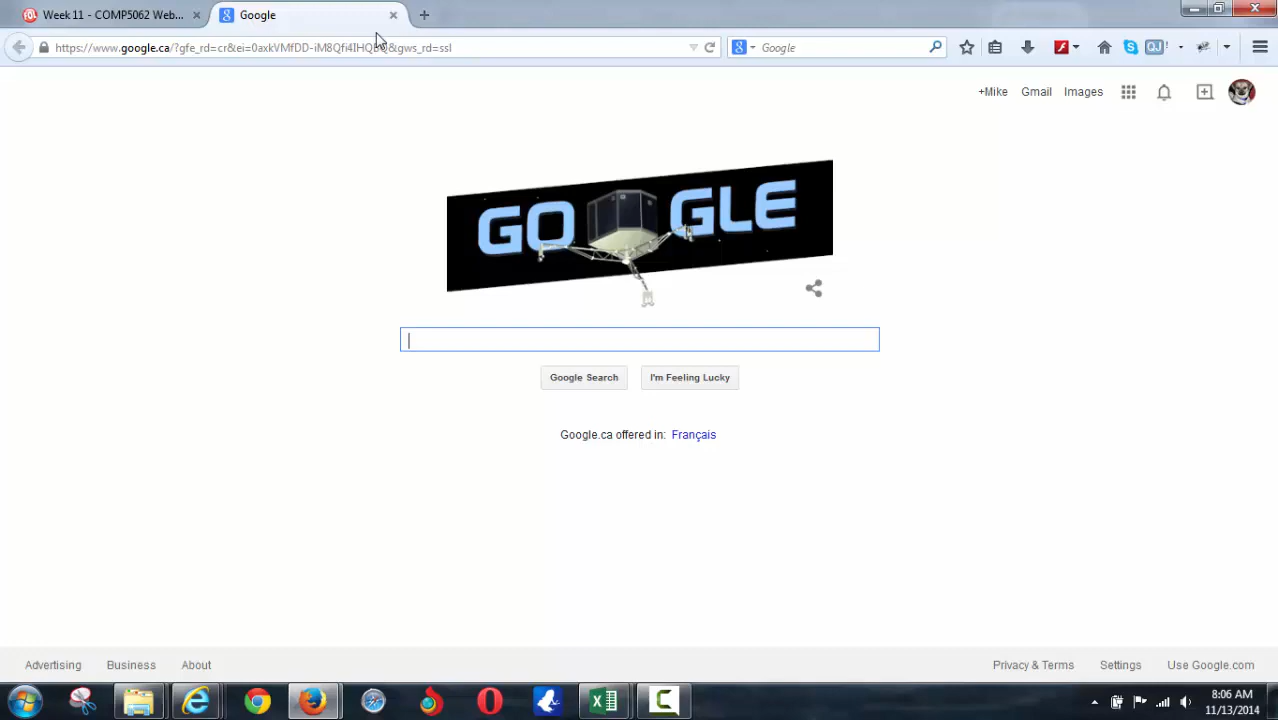 Week 11 - COMP5062 Web...
Google
https://www.google.ca/?gfe_rd=cr&ei=0axkVMfDD-iM8Qfi4IHQ
&gws_rd=ssl
Google
+Mike Gmail Images
GO GLE
Google Search I'm Feeling Lucky
Google.ca offered in: Français
Advertising Business About
Privacy & Terms Settings Use Google.com
8:06 AM
11/13/2014